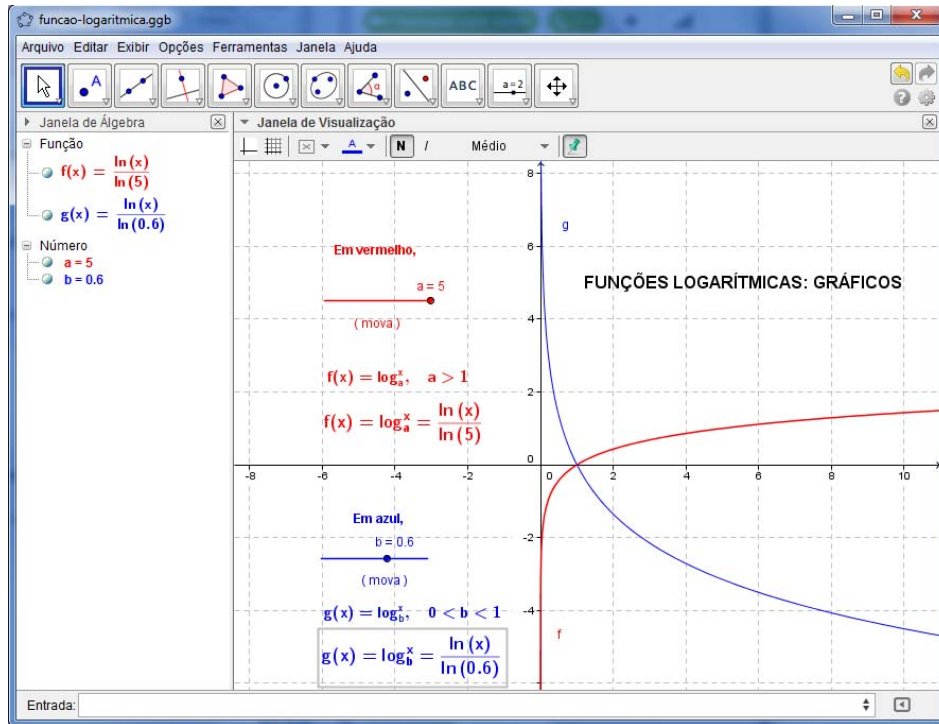 funcao-logaritmica.ggb
Arquivo Editar Exibir Opções Ferramentas Janela Ajuda
A α ABC a=2
Janela de Álgebra
Função
f(x) = ln(x) / ln(5)
g(x) = ln(x) / ln(0.6)
Número
a = 5
b = 0.6
Janela de Visualização
A N / Médio
Em vermelho,
a = 5
( mova )
f(x) = logₐˣ, a > 1
f(x) = logₐˣ = ln(x) / ln(5)
FUNÇÕES LOGARÍTMICAS: GRÁFICOS
g
8
6
4
2
0
-2
-4
-8 -6 -4 -2 0 2 4 6 8 10
Em azul,
b = 0.6
( mova )
g(x) = log_b^x, 0 < b < 1
g(x) = log_b^x = ln(x) / ln(0.6)
f
Entrada: